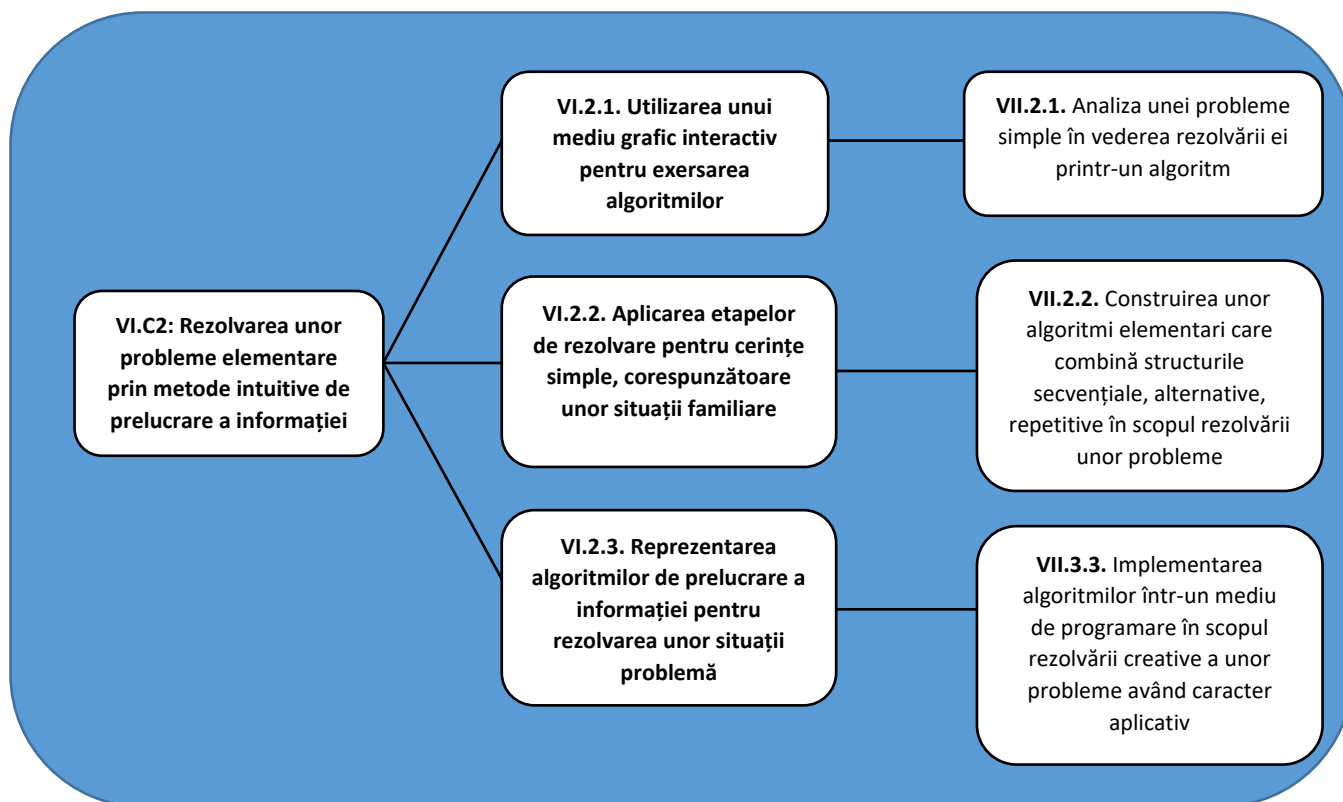 VI.C2: Rezolvarea unor
probleme elementare
prin metode intuitive de
prelucrare a informației
VI.2.1. Utilizarea unui
mediu grafic interactiv
pentru exersarea
algoritmilor
VII.2.1. Analiza unei probleme
simple în vederea rezolvării ei
printr-un algoritm
VI.2.2. Aplicarea etapelor
de rezolvare pentru cerințe
simple, corespunzătoare
unor situații familiare
VII.2.2. Construirea unor
algoritmi elementari care
combină structurile
secvențiale, alternative,
repetitive în scopul rezolvării
unor probleme
VI.2.3. Reprezentarea
algoritmilor de prelucrare a
informației pentru
rezolvarea unor situații
problemă
VII.3.3. Implementarea
algoritmilor într-un mediu
de programare în scopul
rezolvării creative a unor
probleme având caracter
aplicativ